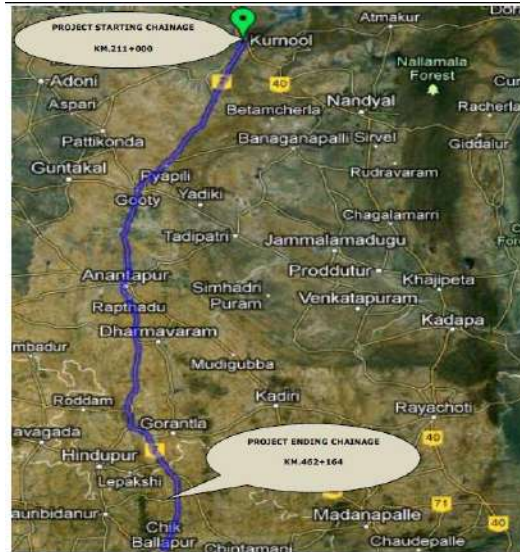 PROJECT STARTING CHAINAGE
KM.211+000
Kurnool
Atmakur
Adoni
40
Nallamala
Forest
Aspari
Betamcherla
Nandyal
Racherla
Pattikonda
Banaganapalli
Sirvel
Giddalur
Guntakal
Pyapili
Rudravaram
Gooty
Yadiki
Chagalamarri
Tadipatri
Jammalamadugu
Anantapur
Simhadri
Puram
Proddutur
Khajipeta
Rapthadu
Venkatapuram
Dharmavaram
Kadapa
mbadur
Mudigubba
Roddam
Kadiri
Rayachoti
avagada
Gorantla
PROJECT ENDING CHAINAGE
KM.462+164
40
Hindupur
Lepakshi
71
auribidanur
Madanapalle
40
Chik
Ballapur
Chintamani
Chaudepalle